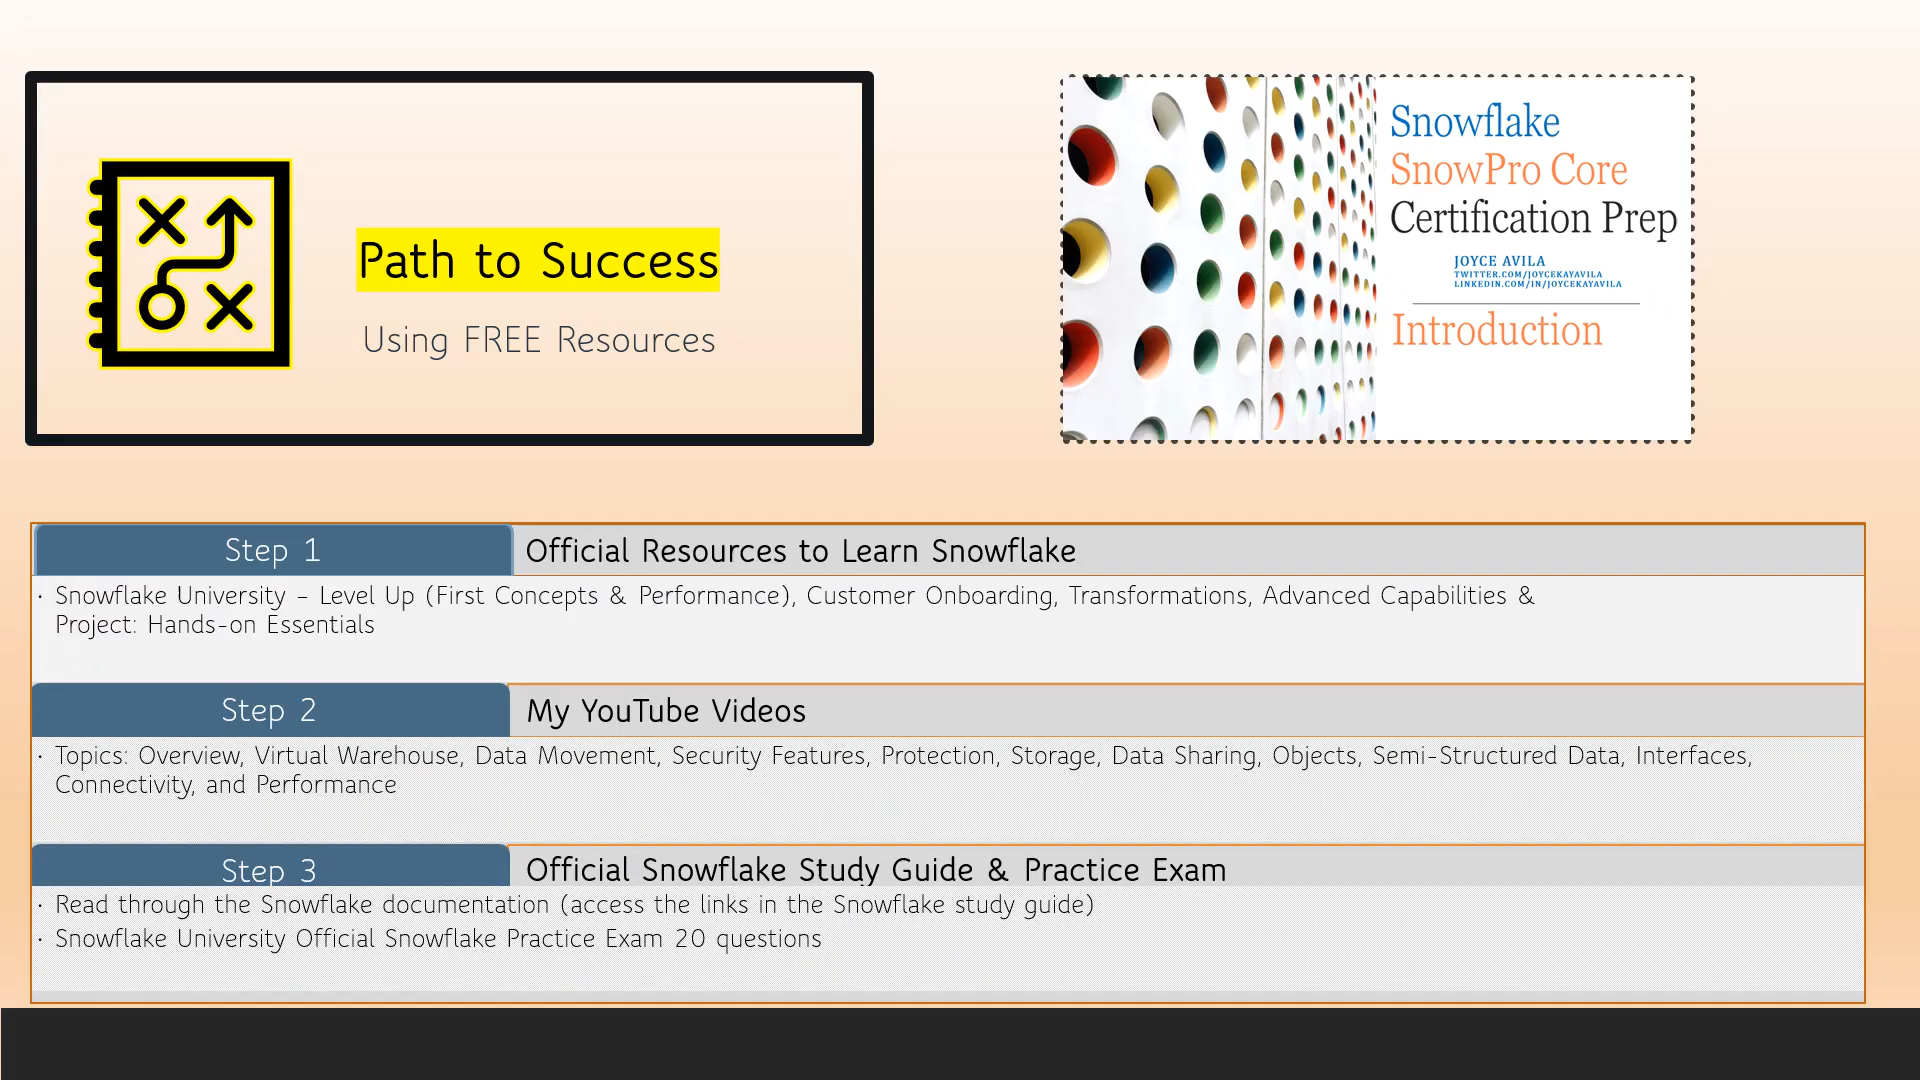 Path to Success
Using FREE Resources
Snowflake
SnowPro Core
Certification Prep
JOYCE AVILA
TWITTER.COM/JOYCEKAYAVILA
LINKEDIN.COM/IN/JOYCEKAYAVILA
Introduction
Step 1
Official Resources to Learn Snowflake
· Snowflake University – Level Up (First Concepts & Performance), Customer Onboarding, Transformations, Advanced Capabilities &
Project: Hands-on Essentials
Step 2
My YouTube Videos
· Topics: Overview, Virtual Warehouse, Data Movement, Security Features, Protection, Storage, Data Sharing, Objects, Semi-Structured Data, Interfaces,
Connectivity, and Performance
Step 3
Official Snowflake Study Guide & Practice Exam
· Read through the Snowflake documentation (access the links in the Snowflake study guide)
· Snowflake University Official Snowflake Practice Exam 20 questions